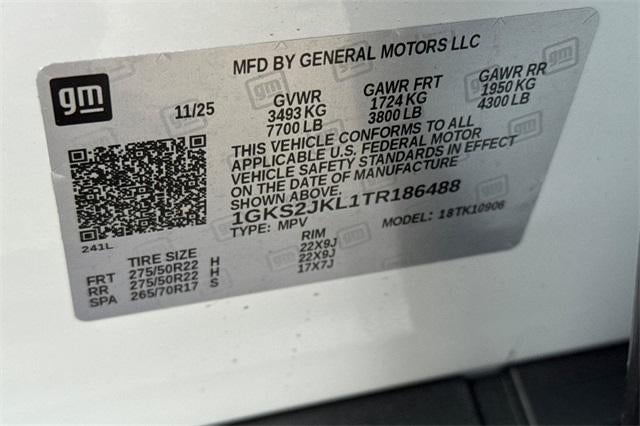 MFD BY GENERAL MOTORS LLC
gm
11/25
GVWR GAWR FRT GAWR RR
3493 KG 1724 KG 1950 KG
7700 LB 3800 LB 4300 LB
THIS VEHICLE CONFORMS TO ALL
APPLICABLE U.S. FEDERAL MOTOR
VEHICLE SAFETY STANDARDS IN EFFECT
ON THE DATE OF MANUFACTURE
SHOWN ABOVE.
1GKS2JKL1TR186488
TYPE: MPV MODEL: 18TK10906
241L
TIRE SIZE RIM
FRT 275/50R22 H 22X9J
RR 275/50R22 H 22X9J
SPA 265/70R17 S 17X7J